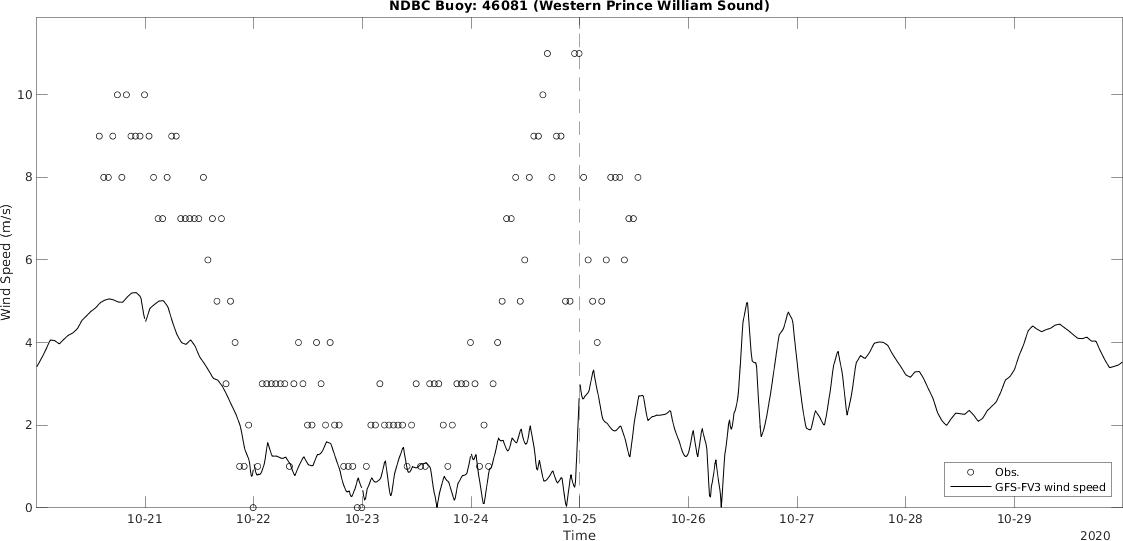 NDBC Buoy: 46081 (Western Prince William Sound)
Wind Speed (m/s)
10
8
6
4
2
0
Obs.
GFS-FV3 wind speed
10-21 10-22 10-23 10-24 10-25 10-26 10-27 10-28 10-29
Time
2020